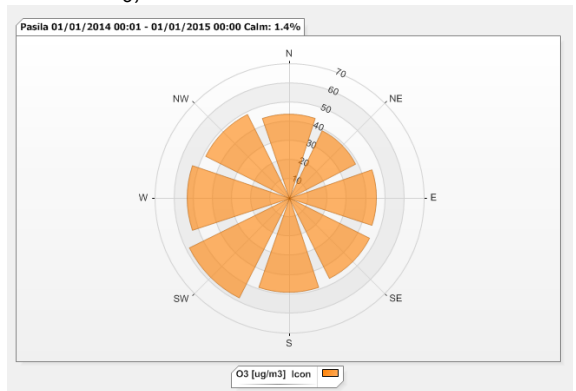 Pasila 01/01/2014 00:01 - 01/01/2015 00:00 Calm: 1.4%
N
70
60
NW
NE
50
40
30
20
10
W
E
SW
SE
S
O3 [ug/m3] Icon